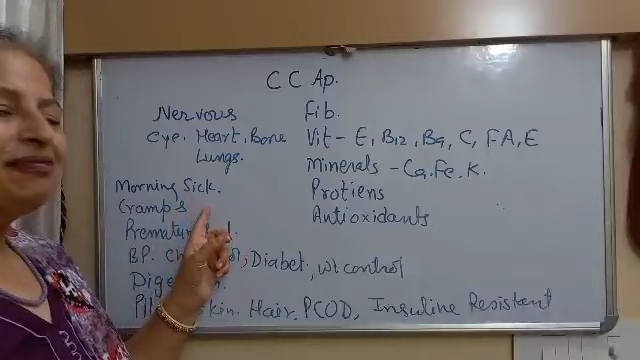 C C Ap.
Nervous Fib.
Eye. Heart, Bone Vit - E, B12, B9, C, FA, E
Lungs. Minerals - Ca. Fe. K.
Morning Sick. Protiens
Cramps Antioxidants
BP. Diabet., Wt control
Skin. Hair. PCOD, Insuline Resistent